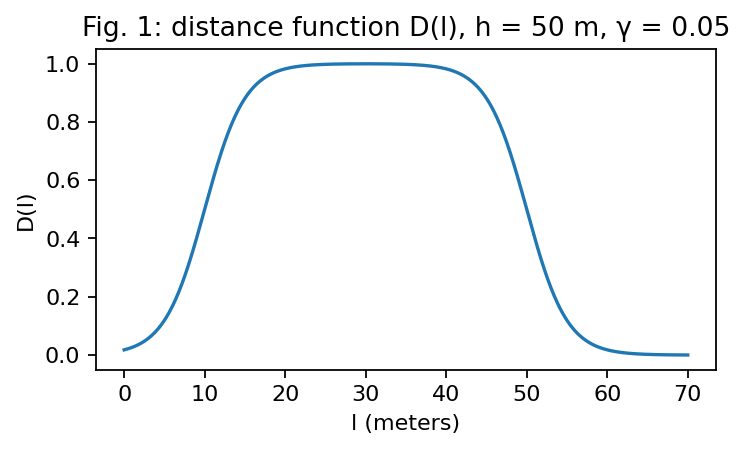 Fig. 1: distance function D(l), h = 50 m, γ = 0.05
1.0
0.8
0.6
0.4
0.2
0.0
D(l)
0 10 20 30 40 50 60 70
l (meters)